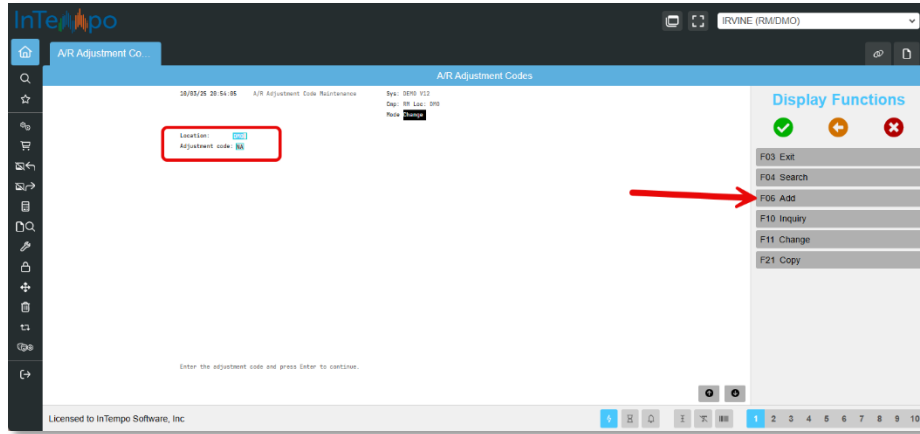 InTempo
IRVINE (RM/DMO)
A/R Adjustment Co...
A/R Adjustment Codes
10/03/25 20:54:05 A/R Adjustment Code Maintenance Sys: DEMO V12
Cmp: RM Loc: DMO
Mode Change
Location: DMO
Adjustment code: NA
Enter the adjustment code and press Enter to continue.
Display Functions
F03 Exit
F04 Search
F06 Add
F10 Inquiry
F11 Change
F21 Copy
Licensed to InTempo Software, Inc
1 2 3 4 5 6 7 8 9 10